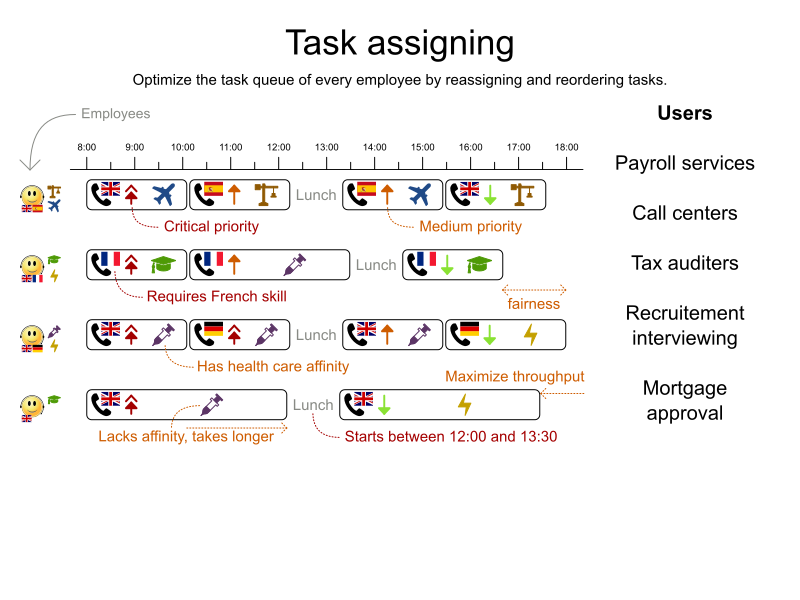 Task assigning
Optimize the task queue of every employee by reassigning and reordering tasks.
Employees
Users
8:00 9:00 10:00 11:00 12:00 13:00 14:00 15:00 16:00 17:00 18:00
Payroll services
Lunch
Call centers
Critical priority
Medium priority
Lunch
Tax auditers
Requires French skill
fairness
Recruitement
interviewing
Lunch
Has health care affinity
Maximize throughput
Mortgage
approval
Lunch
Lacks affinity, takes longer
Starts between 12:00 and 13:30